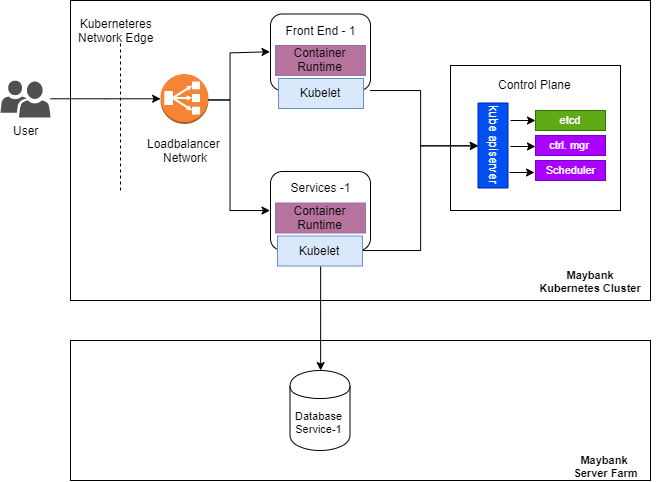 Kuberneteres
Network Edge
User
Loadbalancer
Network
Front End - 1
Container
Runtime
Kubelet
Services -1
Container
Runtime
Kubelet
Control Plane
kube apiserver
etcd
ctrl. mgr
Scheduler
Maybank
Kubernetes Cluster
Database
Service-1
Maybank
Server Farm